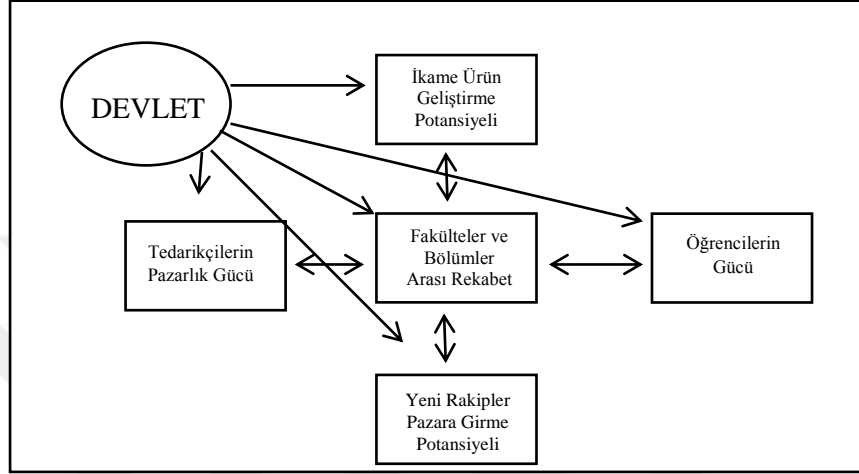 DEVLET
İkame Ürün
Geliştirme
Potansiyeli
Tedarikçilerin
Pazarlık Gücü
Fakülteler ve
Bölümler
Arası Rekabet
Öğrencilerin
Gücü
Yeni Rakipler
Pazara Girme
Potansiyeli